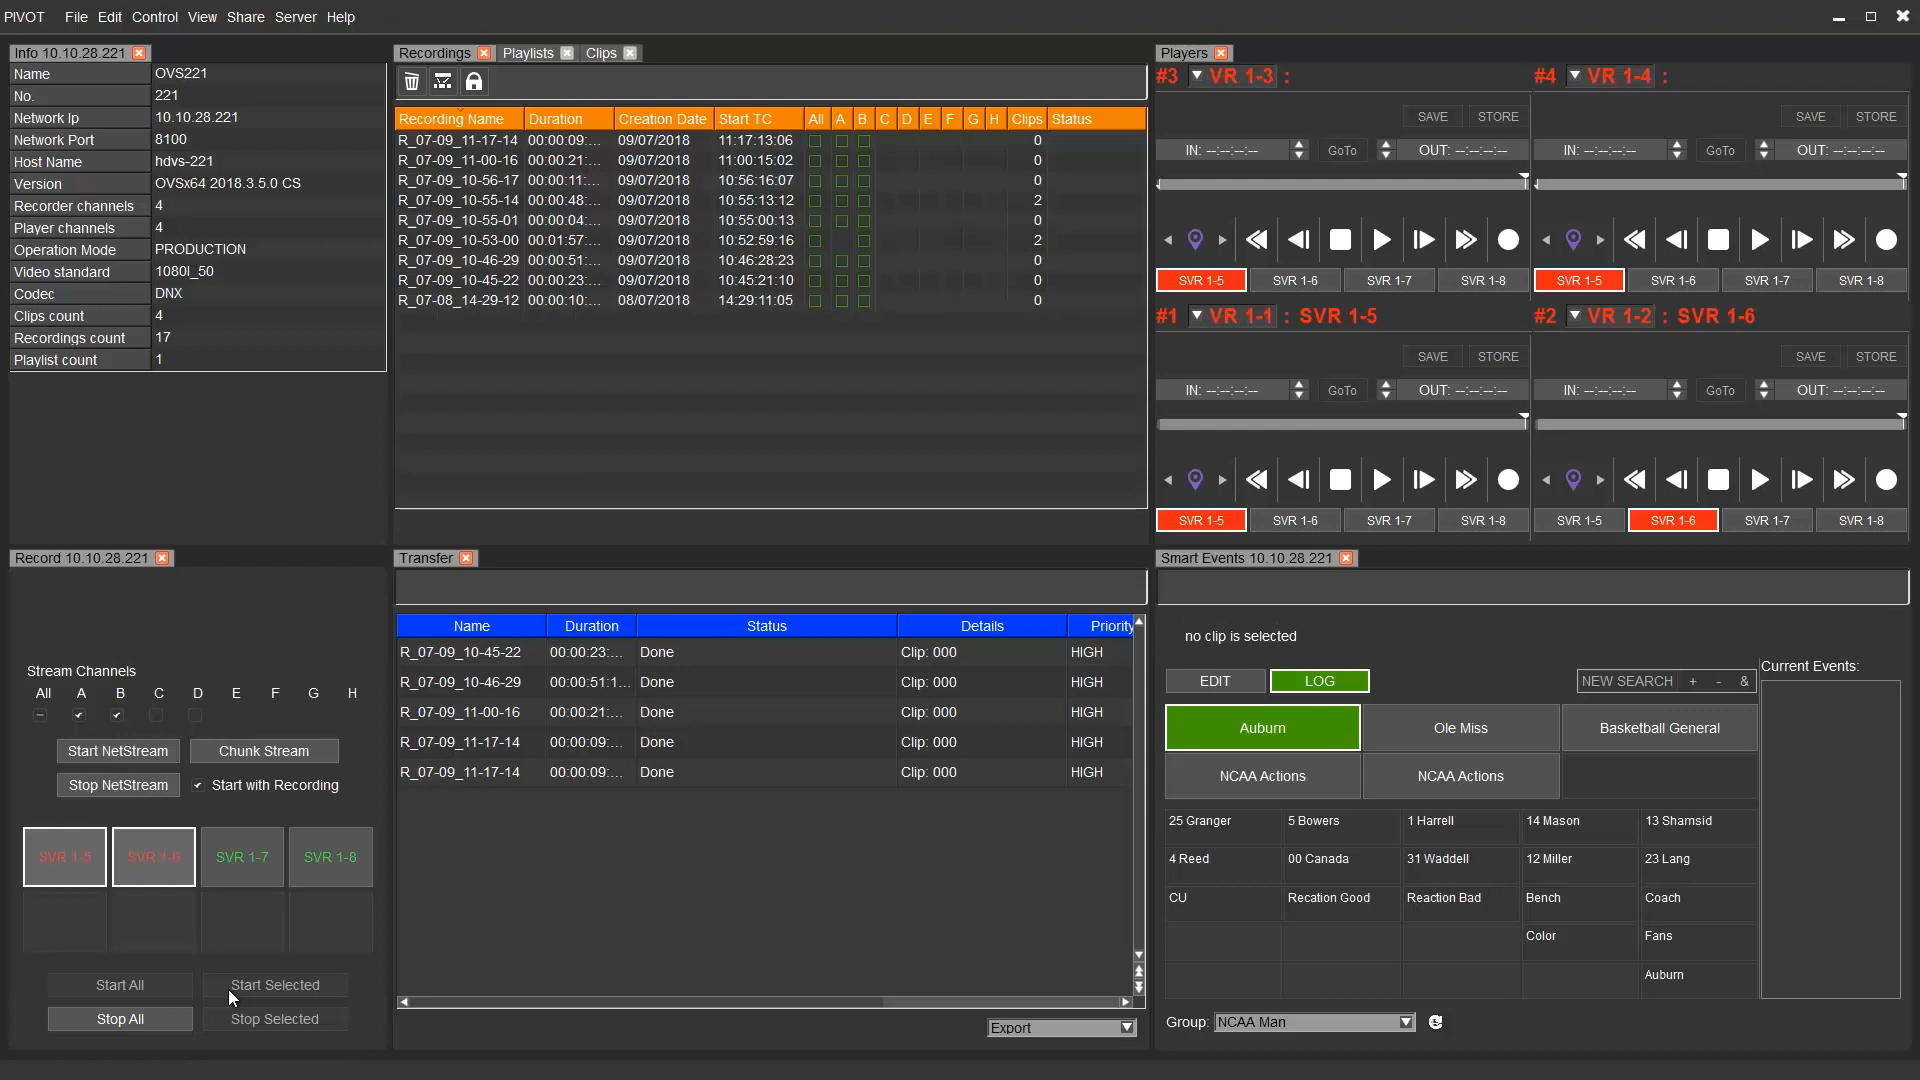 PIVOT File Edit Control View Share Server Help
Info 10.10.28.221
Name OVS221
No. 221
Network Ip 10.10.28.221
Network Port 8100
Host Name hdvs-221
Version OVSx64 2018.3.5.0 CS
Recorder channels 4
Player channels 4
Operation Mode PRODUCTION
Video standard 1080I_50
Codec DNX
Clips count 4
Recordings count 17
Playlist count 1
Recordings Playlists Clips
Recording Name Duration Creation Date Start TC All A B C D E F G H Clips Status
R_07-09_11-17-14 00:00:09:... 09/07/2018 11:17:13:06 0
R_07-09_11-00-16 00:00:21:... 09/07/2018 11:00:15:02 0
R_07-09_10-56-17 00:00:11:... 09/07/2018 10:56:16:07 0
R_07-09_10-55-14 00:00:48:... 09/07/2018 10:55:13:12 2
R_07-09_10-55-01 00:00:04:... 09/07/2018 10:55:00:13 0
R_07-09_10-53-00 00:01:57:... 09/07/2018 10:52:59:16 2
R_07-09_10-46-29 00:00:51:... 09/07/2018 10:46:28:23 0
R_07-09_10-45-22 00:00:23:... 09/07/2018 10:45:21:10 0
R_07-08_14-29-12 00:00:10:... 08/07/2018 14:29:11:05 0
Players
#3 VR 1-3 :
SAVE STORE
IN: --:--:--:-- GoTo OUT: --:--:--:--
SVR 1-5 SVR 1-6 SVR 1-7 SVR 1-8
#4 VR 1-4 :
SAVE STORE
IN: --:--:--:-- GoTo OUT: --:--:--:--
SVR 1-5 SVR 1-6 SVR 1-7 SVR 1-8
#1 VR 1-1 : SVR 1-5
SAVE STORE
IN: --:--:--:-- GoTo OUT: --:--:--:--
SVR 1-5 SVR 1-6 SVR 1-7 SVR 1-8
#2 VR 1-2 : SVR 1-6
SAVE STORE
IN: --:--:--:-- GoTo OUT: --:--:--:--
SVR 1-5 SVR 1-6 SVR 1-7 SVR 1-8
Record 10.10.28.221
Stream Channels
All A B C D E F G H
Start NetStream Chunk Stream
Stop NetStream Start with Recording
SVR 1-5 SVR 1-6 SVR 1-7 SVR 1-8
Start All Start Selected
Stop All Stop Selected
Transfer
Name Duration Status Details Priority
R_07-09_10-45-22 00:00:23:... Done Clip: 000 HIGH
R_07-09_10-46-29 00:00:51:1... Done Clip: 000 HIGH
R_07-09_11-00-16 00:00:21:... Done Clip: 000 HIGH
R_07-09_11-17-14 00:00:09:... Done Clip: 000 HIGH
R_07-09_11-17-14 00:00:09:... Done Clip: 000 HIGH
Export
Smart Events 10.10.28.221
no clip is selected
EDIT LOG NEW SEARCH + - & Current Events:
Auburn Ole Miss Basketball General
NCAA Actions NCAA Actions
25 Granger 5 Bowers 1 Harrell 14 Mason 13 Shamsid
4 Reed 00 Canada 31 Waddell 12 Miller 23 Lang
CU Recation Good Reaction Bad Bench Coach
Color Fans
Auburn
Group: NCAA Man